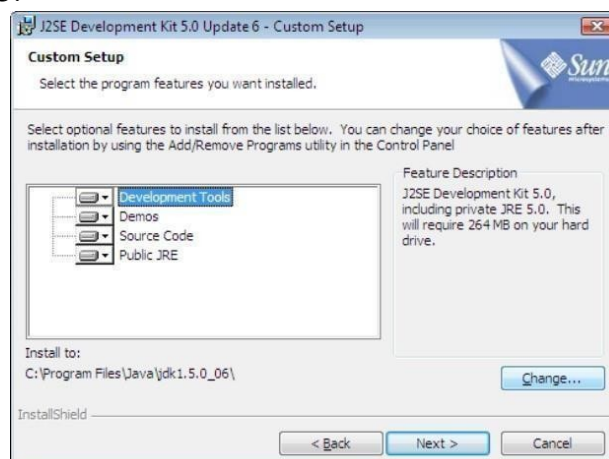 J2SE Development Kit 5.0 Update 6 - Custom Setup
Custom Setup
Select the program features you want installed.
Sun
microsystems
Select optional features to install from the list below. You can change your choice of features after
installation by using the Add/Remove Programs utility in the Control Panel
Development Tools
Demos
Source Code
Public JRE
Feature Description
J2SE Development Kit 5.0,
including private JRE 5.0. This
will require 264 MB on your hard
drive.
Install to:
C:\Program Files\Java\jdk1.5.0_06\
Change...
InstallShield
< Back
Next >
Cancel